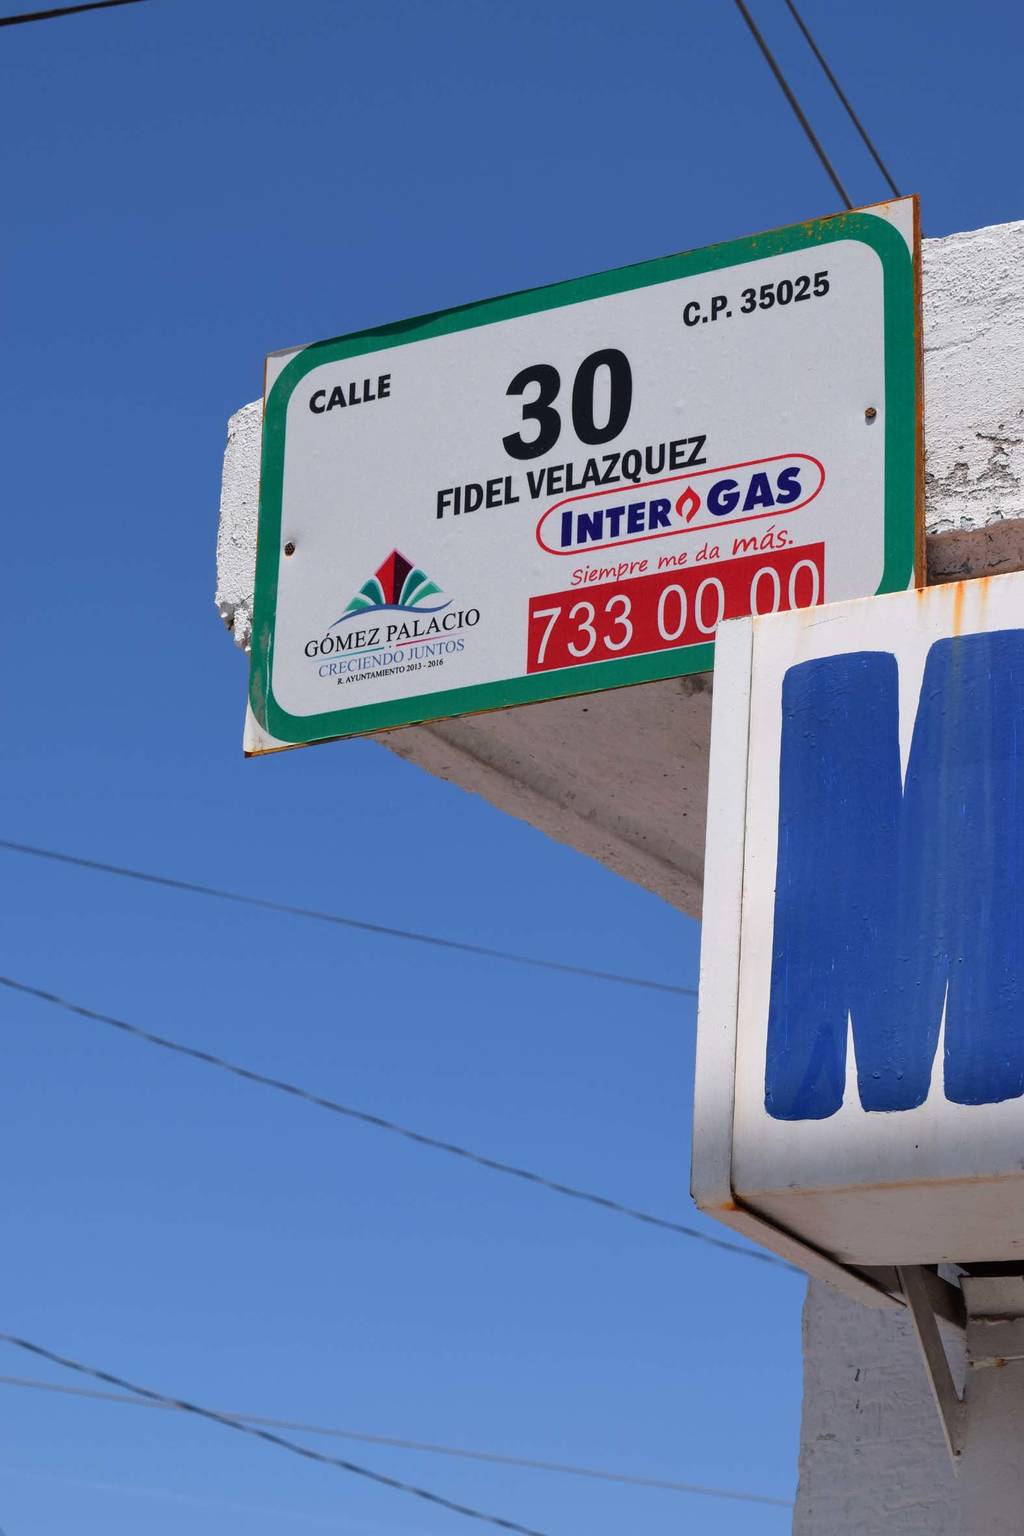 CALLE
C.P. 35025
30
FIDEL VELAZQUEZ
INTER GAS
Siempre me da más.
733 00 00
GÓMEZ PALACIO
CRECIENDO JUNTOS
R. AYUNTAMIENTO 2013 - 2016
M